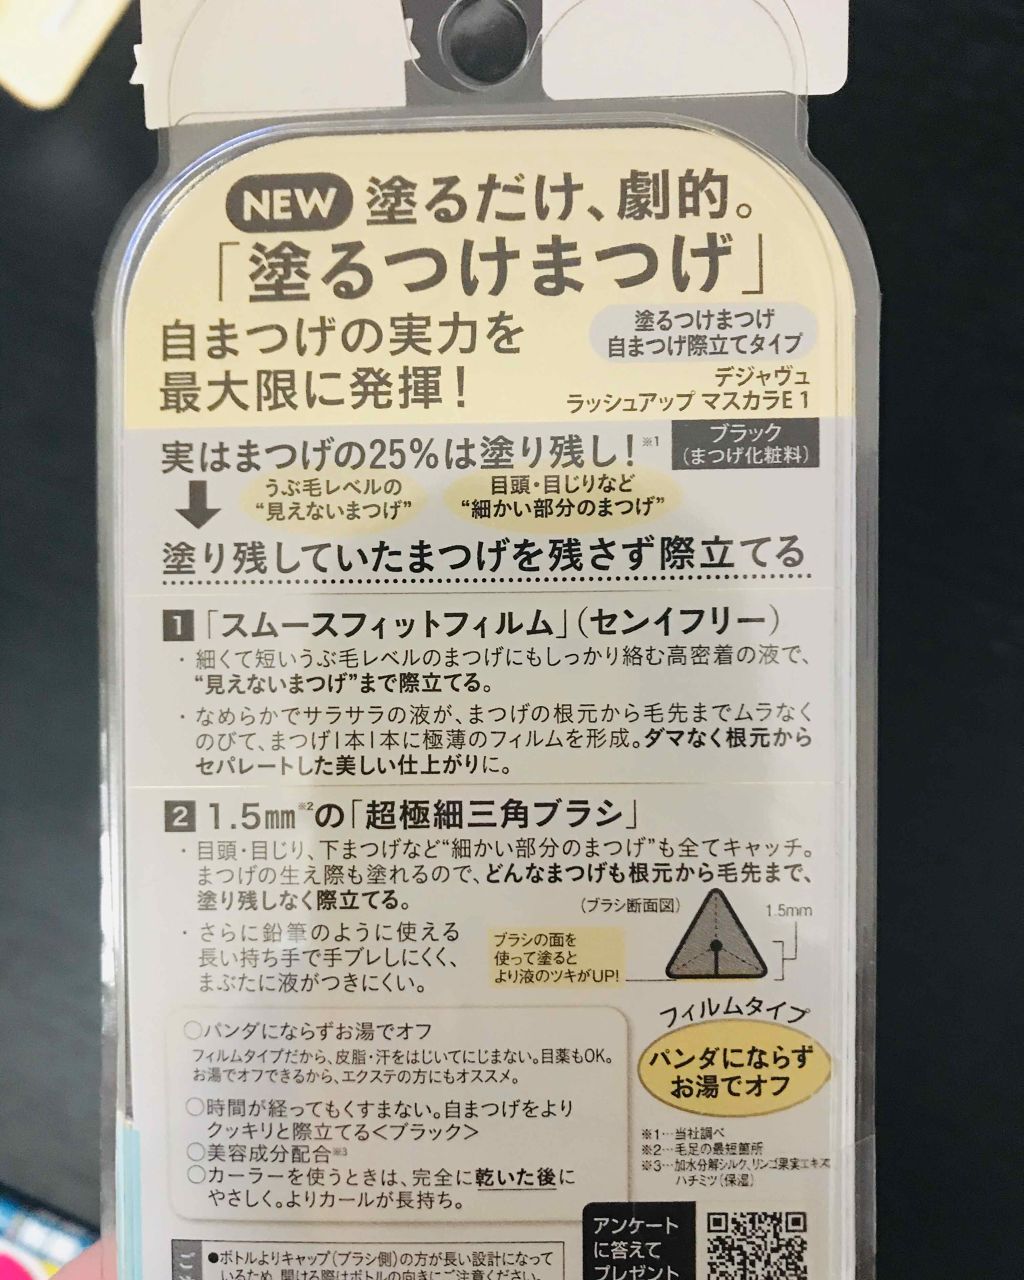 NEW 塗るだけ、劇的。
「塗るつけまつげ」
自まつげの実力を
最大限に発揮!
塗るつけまつげ
自まつげ際立てタイプ
デジャヴュ
ラッシュアップ マスカラE 1
ブラック
(まつげ化粧料)
実はまつげの25%は塗り残し!※1
うぶ毛レベルの
“見えないまつげ”
目頭・目じりなど
“細かい部分のまつげ”
塗り残していたまつげを残さず際立てる
1「スムースフィットフィルム」(センイフリー)
・細くて短いうぶ毛レベルのまつげにもしっかり絡む高密着の液で、
“見えないまつげ”まで際立てる。
・なめらかでサラサラの液が、まつげの根元から毛先までムラなく
のびて、まつげ1本1本に極薄のフィルムを形成。ダマなく根元から
セパレートした美しい仕上がりに。
2 1.5㎜※2の「超極細三角ブラシ」
・目頭・目じり、下まつげなど“細かい部分のまつげ”も全てキャッチ。
まつげの生え際も塗れるので、どんなまつげも根元から毛先まで、
塗り残しなく際立てる。
・さらに鉛筆のように使える
長い持ち手で手ブレしにくく、
まぶたに液がつきにくい。
(ブラシ断面図)
1.5mm
ブラシの面を
使って塗ると
より液のツキがUP!
○パンダにならずお湯でオフ
フィルムタイプだから、皮脂・汗をはじいてにじまない。目薬もOK。
お湯でオフできるから、エクステの方にもオススメ。
○時間が経ってもくすまない。自まつげをより
クッキリと際立てる<ブラック>
○美容成分配合※3
○カーラーを使うときは、完全に乾いた後に
やさしく。よりカールが長持ち。
フィルムタイプ
パンダにならず
お湯でオフ
※1…当社調べ
※2…毛足の最短箇所
※3…加水分解シルク、リンゴ果実エキス
ハチミツ(保湿)
アンケート
に答えて
プレゼント
●ボトルよりキャップ(ブラシ側)の方が長い設計になって
いるため、開ける際はボトルの向きにご注意ください。